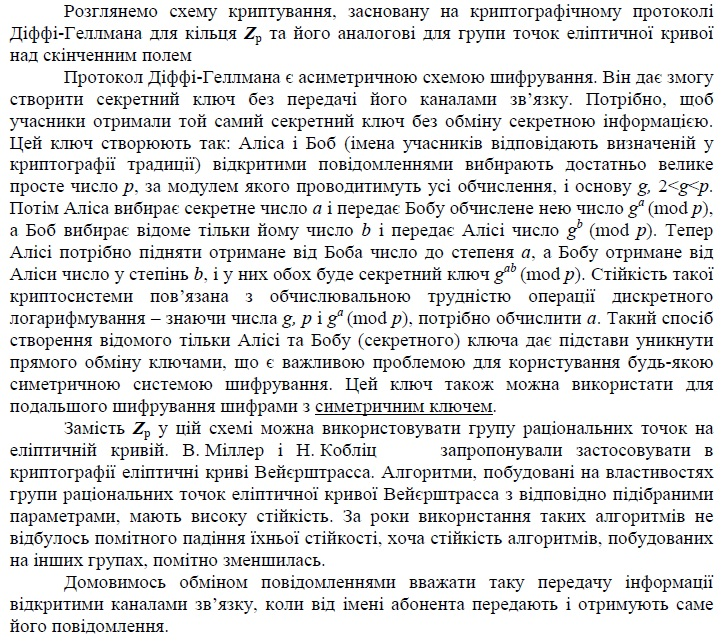 Розглянемо схему криптування, засновану на криптографічному протоколі
Діффі-Геллмана для кільця Zp та його аналогові для групи точок еліптичної кривої
над скінченним полем
Протокол Діффі-Геллмана є асиметричною схемою шифрування. Він дає змогу
створити секретний ключ без передачі його каналами зв’язку. Потрібно, щоб
учасники отримали той самий секретний ключ без обміну секретною інформацією.
Цей ключ створюють так: Аліса і Боб (імена учасників відповідають визначеній у
криптографії традиції) відкритими повідомленнями вибирають достатньо велике
просте число p, за модулем якого проводитимуть усі обчислення, і основу g, 2<g<p.
Потім Аліса вибирає секретне число a і передає Бобу обчислене нею число g^a (mod p),
а Боб вибирає відоме тільки йому число b і передає Алісі число g^b (mod p). Тепер
Алісі потрібно підняти отримане від Боба число до степеня a, а Бобу отримане від
Аліси число у степінь b, і у них обох буде секретний ключ g^ab (mod p). Стійкість такої
криптосистеми пов’язана з обчислювальною трудністю операції дискретного
логарифмування – знаючи числа g, p і g^a (mod p), потрібно обчислити a. Такий спосіб
створення відомого тільки Алісі та Бобу (секретного) ключа дає підстави уникнути
прямого обміну ключами, що є важливою проблемою для користування будь-якою
симетричною системою шифрування. Цей ключ також можна використати для
подальшого шифрування шифрами з симетричним ключем.
Замість Zp у цій схемі можна використовувати групу раціональних точок на
еліптичній кривій. В. Міллер і Н. Кобліц запропонували застосовувати в
криптографії еліптичні криві Вейєрштрасса. Алгоритми, побудовані на властивостях
групи раціональних точок еліптичної кривої Вейєрштрасса з відповідно підібраними
параметрами, мають високу стійкість. За роки використання таких алгоритмів не
відбулось помітного падіння їхньої стійкості, хоча стійкість алгоритмів, побудованих
на інших групах, помітно зменшилась.
Домовимось обміном повідомленнями вважати таку передачу інформації
відкритими каналами зв’язку, коли від імені абонента передають і отримують саме
його повідомлення.